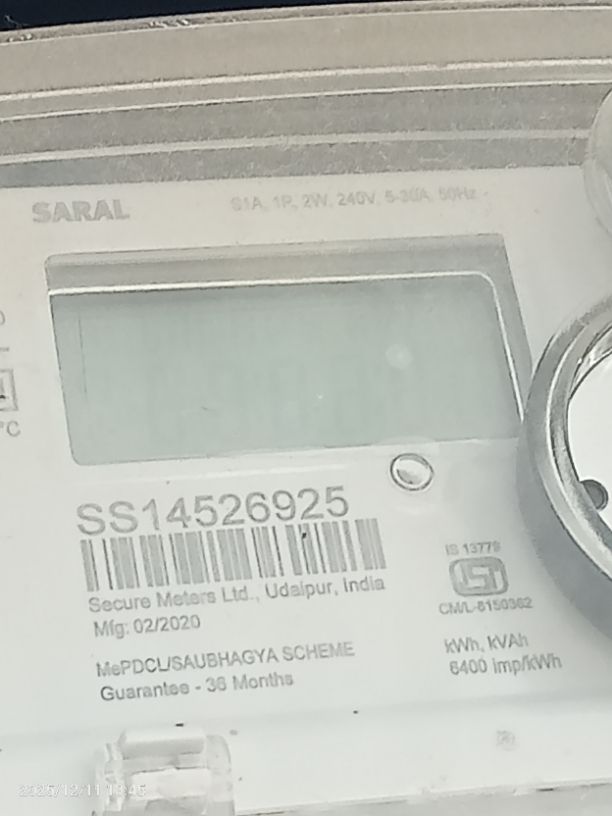 SARAL
S1A, 1P, 2W, 240V, 5-30A, 50Hz
°C
SS14526925
Secure Meters Ltd., Udaipur, India
Mfg: 02/2020
MePDCL/SAUBHAGYA SCHEME
Guarantee - 36 Months
IS 13779
ISI
CM/L-8150362
kWh, kVAh
6400 imp/kWh